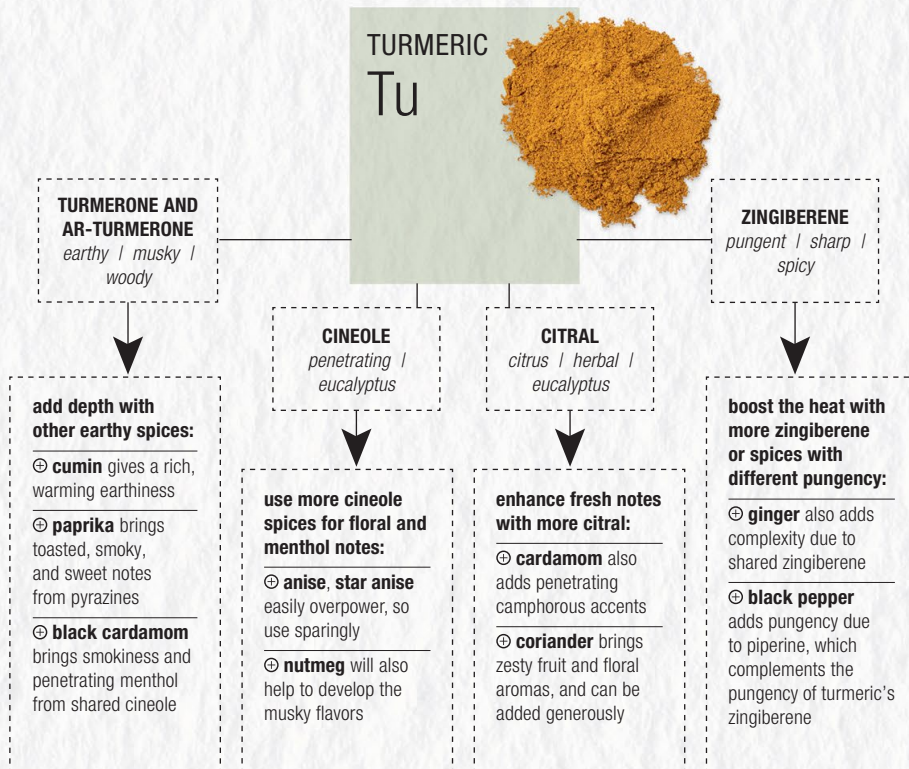 TURMERIC
Tu
TURMERONE AND
AR-TURMERONE
earthy | musky |
woody
add depth with
other earthy spices:
⊕ cumin gives a rich,
warming earthiness
⊕ paprika brings
toasted, smoky,
and sweet notes
from pyrazines
⊕ black cardamom
brings smokiness and
penetrating menthol
from shared cineole
CINEOLE
penetrating |
eucalyptus
use more cineole
spices for floral and
menthol notes:
⊕ anise, star anise
easily overpower, so
use sparingly
⊕ nutmeg will also
help to develop the
musky flavors
CITRAL
citrus | herbal |
eucalyptus
enhance fresh notes
with more citral:
⊕ cardamom also
adds penetrating
camphorous accents
⊕ coriander brings
zesty fruit and floral
aromas, and can be
added generously
ZINGIBERENE
pungent | sharp |
spicy
boost the heat with
more zingiberene
or spices with
different pungency:
⊕ ginger also adds
complexity due to
shared zingiberene
⊕ black pepper
adds pungency due
to piperine, which
complements the
pungency of turmeric's
zingiberene